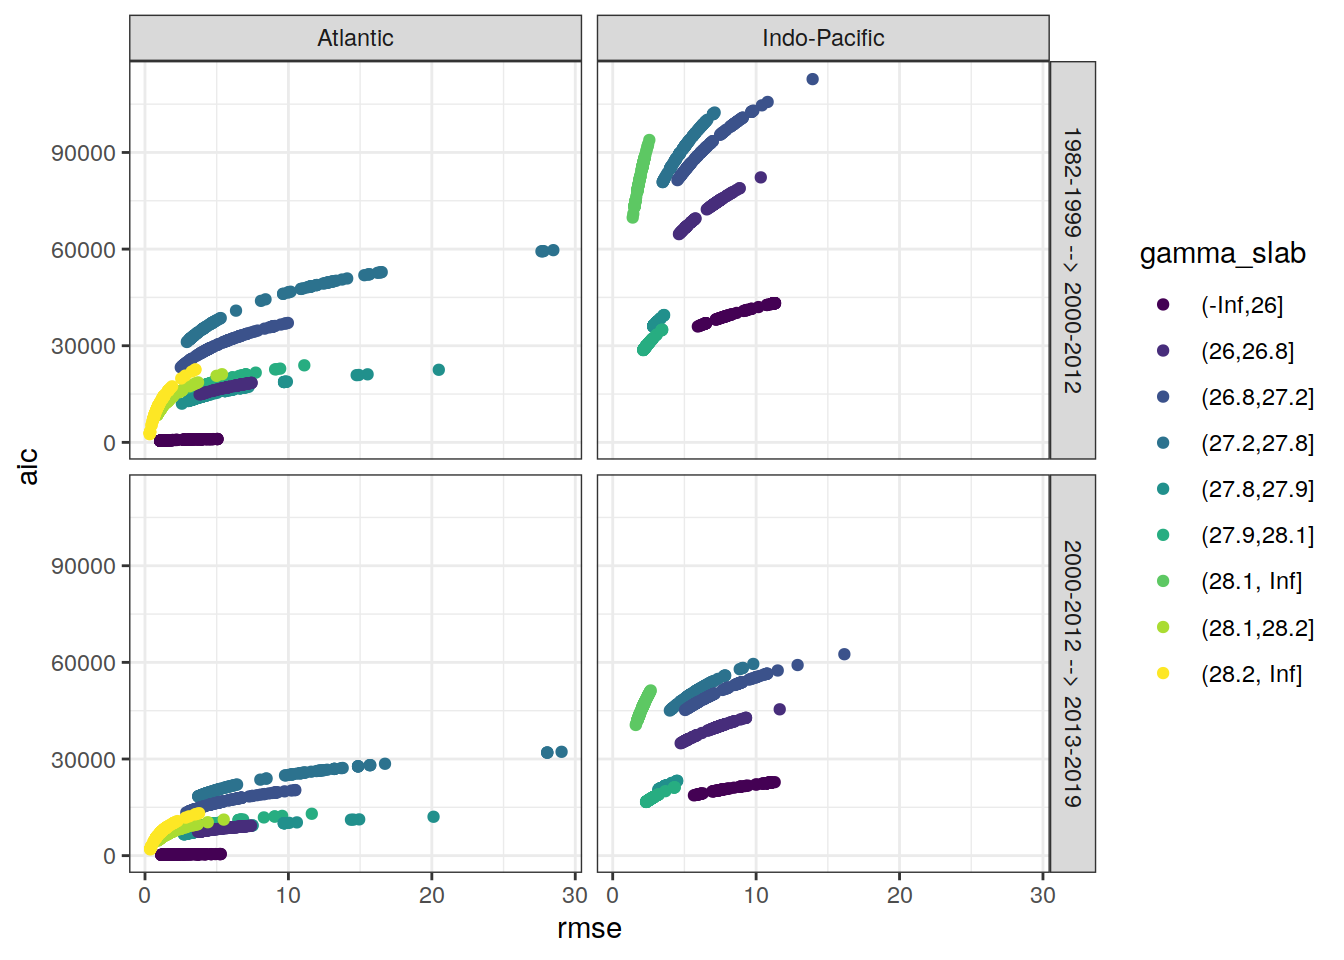 Atlantic
Indo-Pacific
90000
60000
30000
0
1982-1999 --> 2000-2012
90000
60000
30000
0
2000-2012 --> 2013-2019
0
10
20
30
0
10
20
30
rmse
aic
gamma_slab
(-Inf,26]
(26,26.8]
(26.8,27.2]
(27.2,27.8]
(27.8,27.9]
(27.9,28.1]
(28.1, Inf]
(28.1,28.2]
(28.2, Inf]